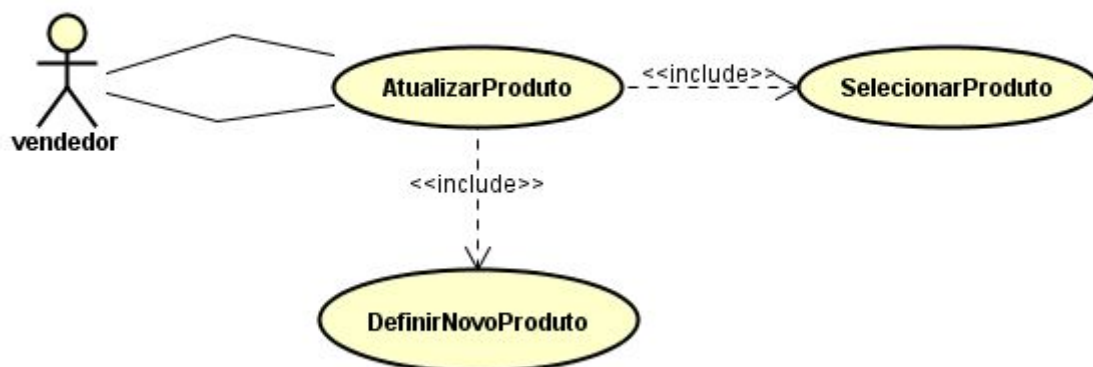 AtualizarProduto
<<include>>
SelecionarProduto
vendedor
<<include>>
DefinirNovoProduto